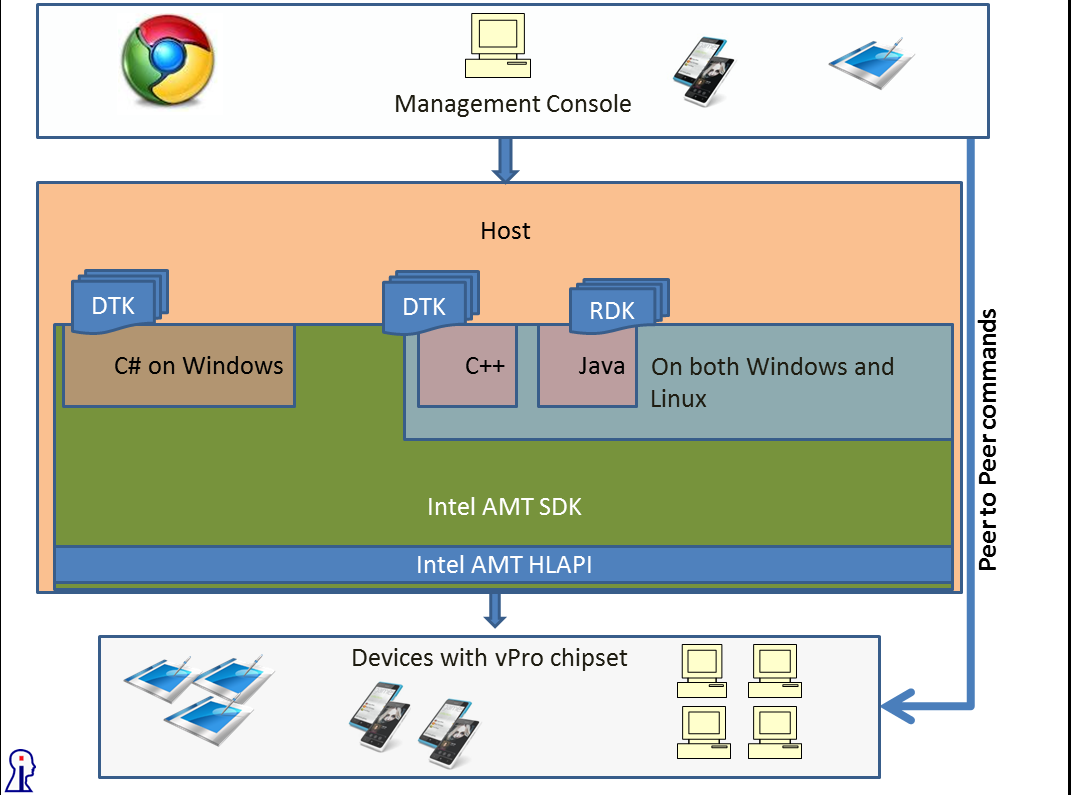 Management Console
Host
DTK
DTK
RDK
C# on Windows
C++
Java
On both Windows and
Linux
Intel AMT SDK
Intel AMT HLAPI
Peer to Peer commands
Devices with vPro chipset